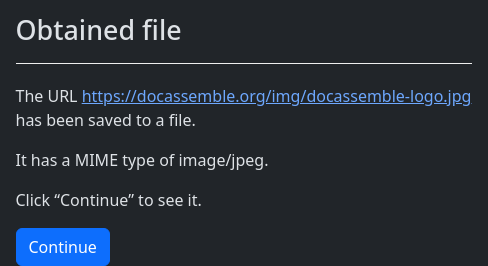 Obtained file
The URL https://docassemble.org/img/docassemble-logo.jpg
has been saved to a file.
It has a MIME type of image/jpeg.
Click “Continue” to see it.
Continue